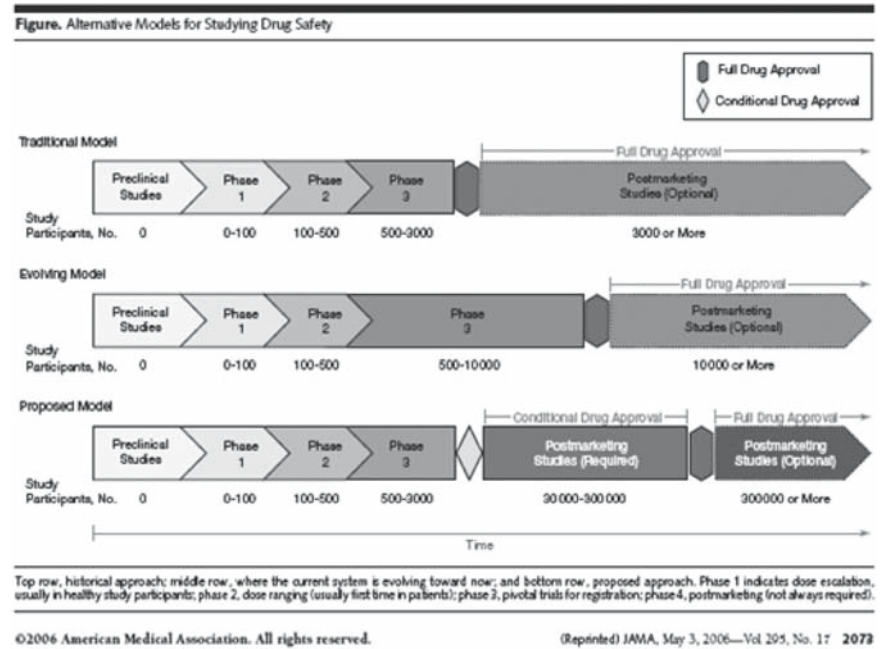 Figure. Alternative Models for Studying Drug Safety
Full Drug Approval
Conditional Drug Approval
Traditional Model
Full Drug Approval
Preclinical Studies
Phase 1
Phase 2
Phase 3
Postmarketing Studies (Optional)
Study
Participants, No. 0 0-100 100-500 500-3000 3000 or More
Evolving Model
Full Drug Approval
Preclinical Studies
Phase 1
Phase 2
Phase 3
Postmarketing Studies (Optional)
Study
Participants, No. 0 0-100 100-500 500-10000 10000 or More
Proposed Model
Conditional Drug Approval Full Drug Approval
Preclinical Studies
Phase 1
Phase 2
Phase 3
Postmarketing Studies (Required)
Postmarketing Studies (Optional)
Study
Participants, No. 0 0-100 100-500 500-3000 30000-300000 300000 or More
Time
Top row, historical approach; middle row, where the current system is evolving toward now; and bottom row, proposed approach. Phase 1 indicates dose escalation,
usually in healthy study participants; phase 2, dose ranging (usually first time in patients); phase 3, pivotal trials for registration; phase 4, postmarketing (not always required).
©2006 American Medical Association. All rights reserved. (Reprinted) JAMA, May 3, 2006—Vol 295, No. 17 2073